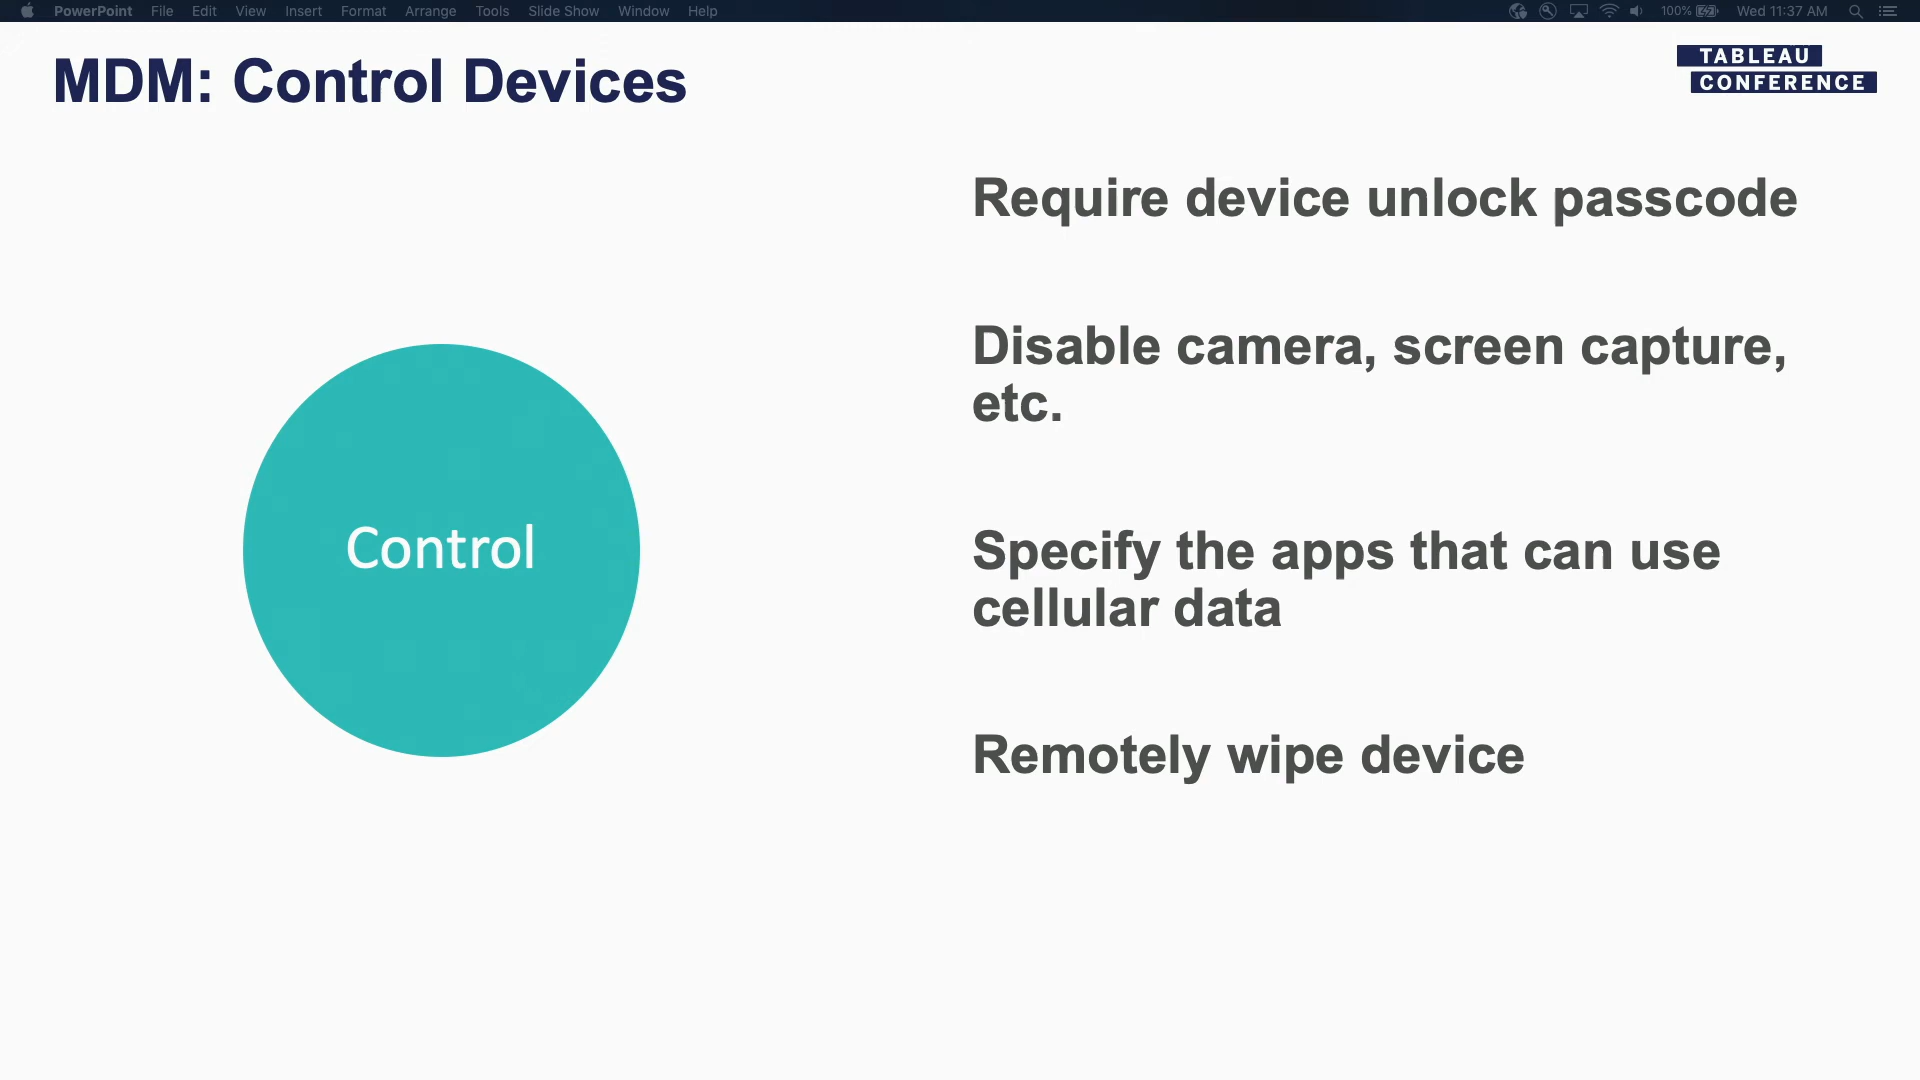 PowerPoint File Edit View Insert Format Arrange Tools Slide Show Window Help 100% Wed 11:37 AM
MDM: Control Devices
TABLEAU
CONFERENCE
Require device unlock passcode
Disable camera, screen capture,
etc.
Control
Specify the apps that can use
cellular data
Remotely wipe device